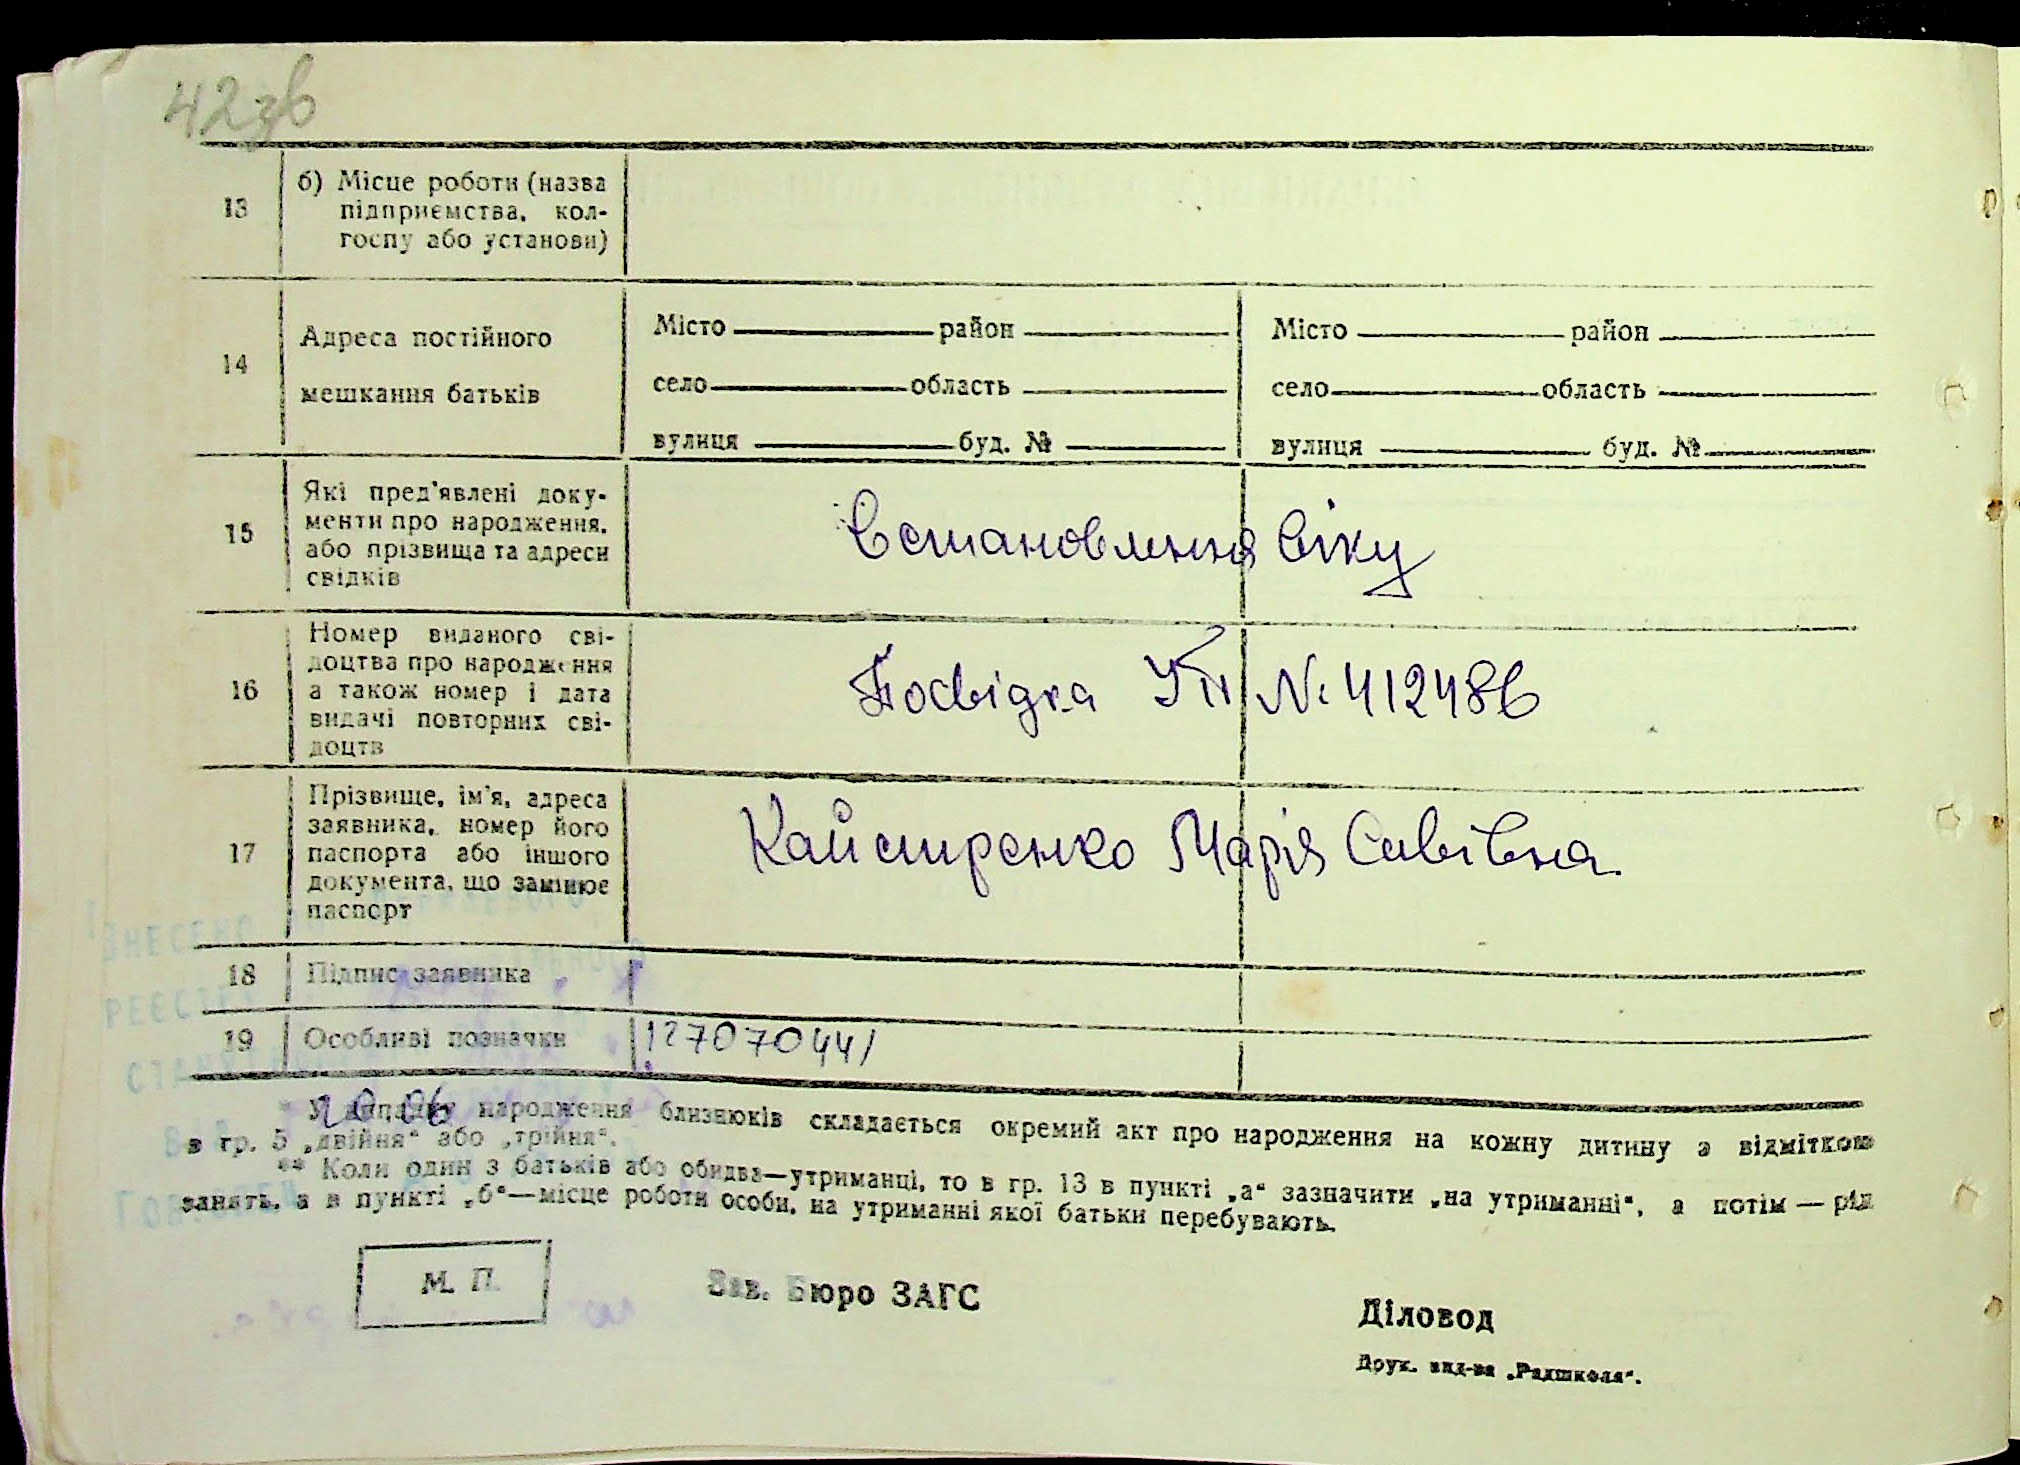 42зв
13
б) Місце роботи (назва
підприємства, кол-
госпу або установи)
14
Адреса постійного
мешкання батьків
Місто район
село область
вулиця буд. №
Місто район
село область
вулиця буд. №
15
Які пред'явлені доку-
менти про народження,
або прізвища та адреси
свідків
Встановлення віку
16
Номер виданого сві-
доцтва про народження
а також номер і дата
видачі повторних сві-
доцтв
Посвідка УП № 412486
17
Прізвище, ім'я, адреса
заявника, номер його
паспорта або іншого
документа, що замінює
паспорт
Марія Савівна.
18
Підпис заявника
19
Особливі позначки
127070441
* У випадку народження близнюків складається окремий акт про народження на кожну дитину з відміткою
в гр. 5 „двійня“ або „трійня“.
** Коли один з батьків або обидва—утриманці, то в гр. 13 в пункті „а“ зазначити „на утриманні“, а потім — рід
занять, а в пункті „б“—місце роботи особи, на утриманні якої батьки перебувають.
М. П.
Зав. Бюро ЗАГС
Діловод
Друк. вид-ва „Радшкола“.